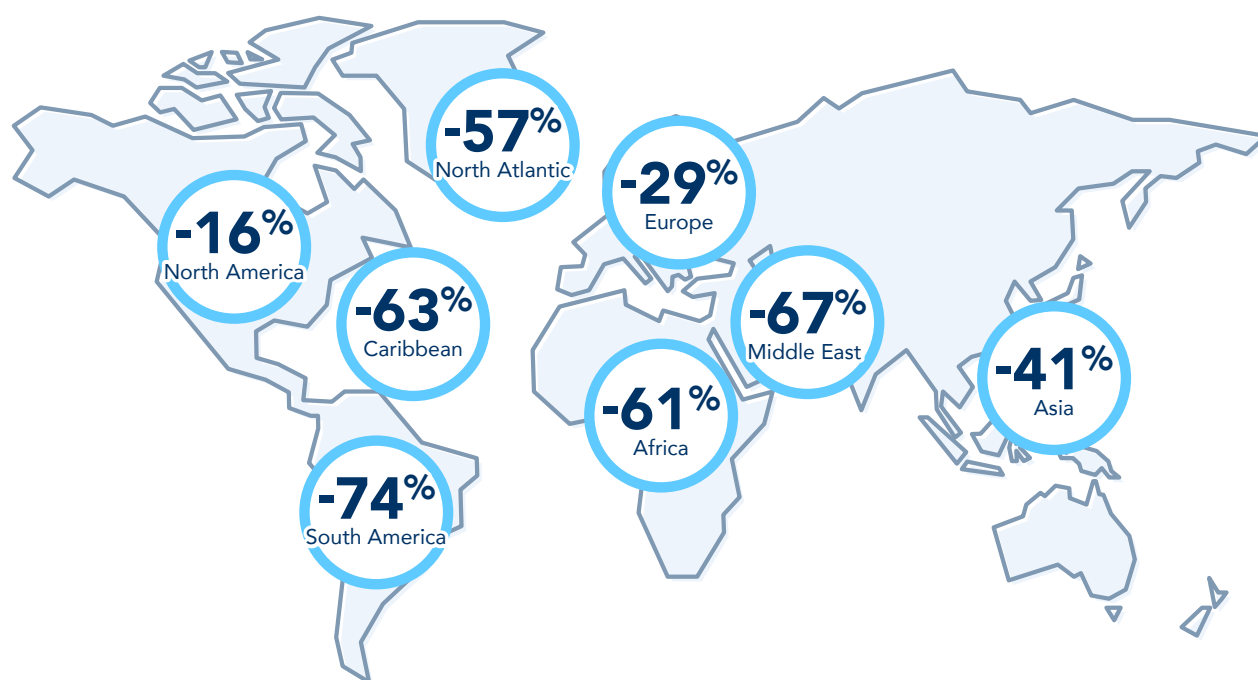 -57%
North Atlantic
-29%
Europe
-16%
North America
-63%
Caribbean
-67%
Middle East
-41%
Asia
-61%
Africa
-74%
South America